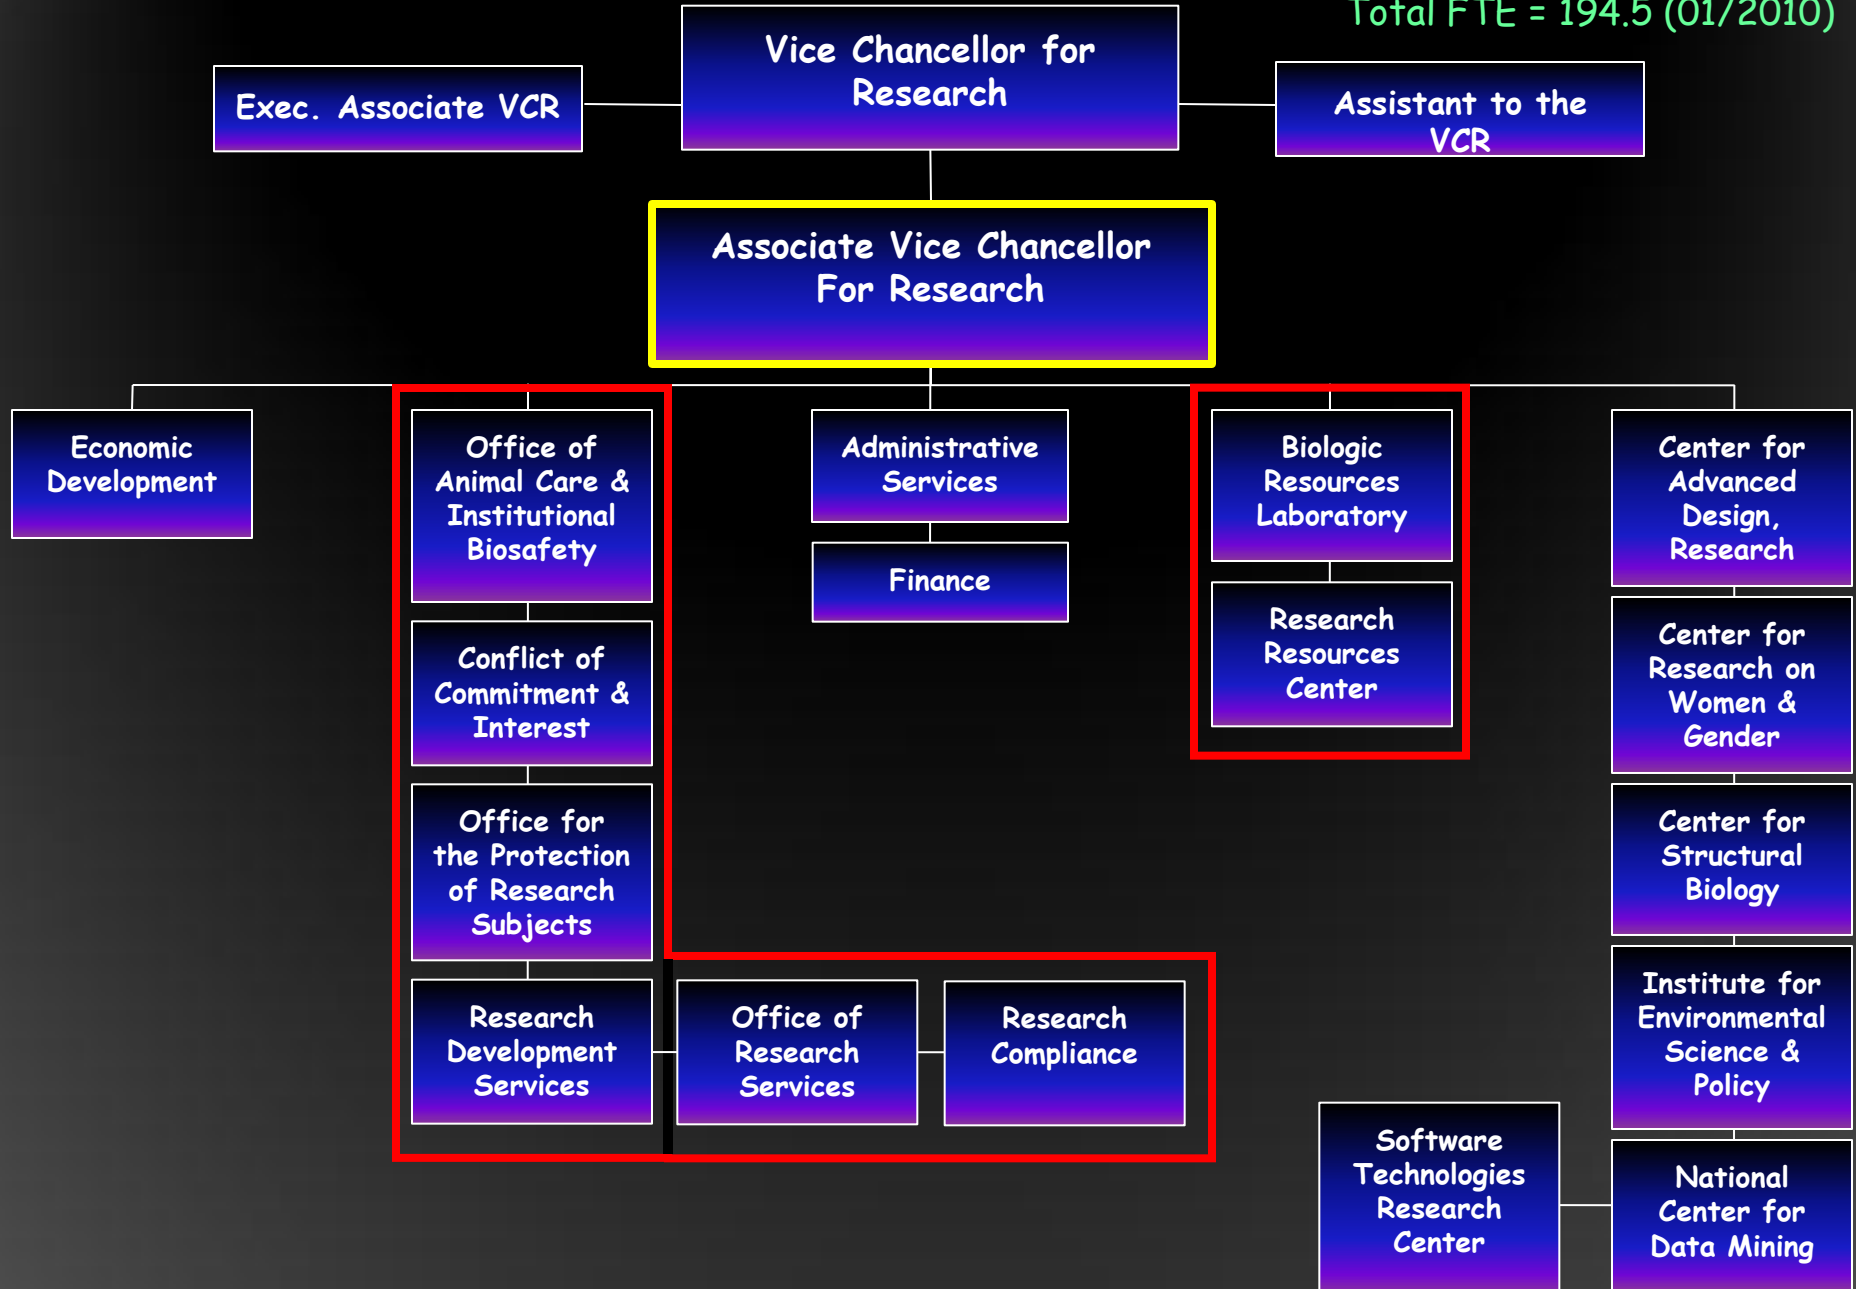 Total FTE = 194.5 (01/2010)
Vice Chancellor for
Research
Exec. Associate VCR
Assistant to the
VCR
Associate Vice Chancellor
For Research
Economic
Development
Office of
Animal Care &
Institutional
Biosafety
Conflict of
Commitment &
Interest
Office for
the Protection
of Research
Subjects
Research
Development
Services
Office of
Research
Services
Research
Compliance
Administrative
Services
Finance
Biologic
Resources
Laboratory
Research
Resources
Center
Center for
Advanced
Design,
Research
Center for
Research on
Women &
Gender
Center for
Structural
Biology
Institute for
Environmental
Science &
Policy
National
Center for
Data Mining
Software
Technologies
Research
Center